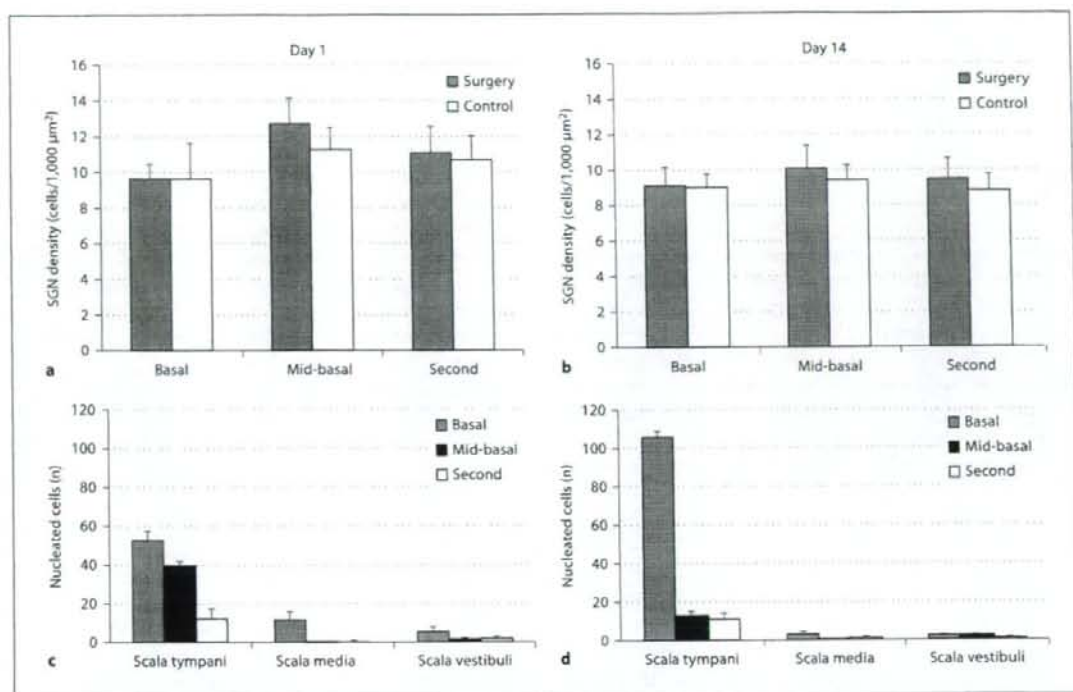 Day 1
16
14
12
10
8
6
4
2
0
SGN density (cells/1,000 µm²)
Surgery
Control
a
Basal
Mid-basal
Second
Day 14
16
14
12
10
8
6
4
2
0
SGN density (cells/1,000 µm²)
Surgery
Control
b
Basal
Mid-basal
Second
120
100
80
60
40
20
0
Nucleated cells (n)
Basal
Mid-basal
Second
c
Scala tympani
Scala media
Scala vestibuli
120
100
80
60
40
20
0
Nucleated cells (n)
Basal
Mid-basal
Second
d
Scala tympani
Scala media
Scala vestibuli